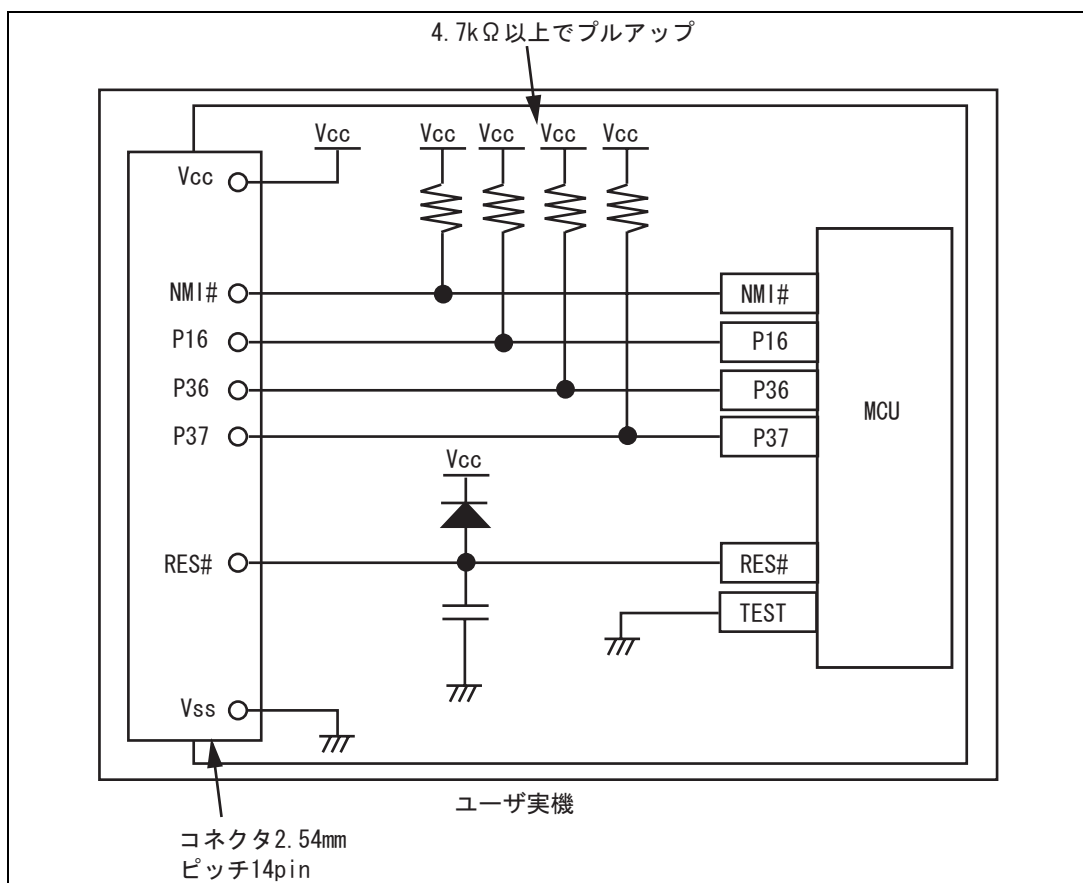 4.7kΩ以上でプルアップ
Vcc
Vcc
Vcc
Vcc
Vcc
Vcc
NMI#
NMI#
P16
P16
P36
P36
MCU
P37
P37
Vcc
RES#
RES#
TEST
Vss
ユーザ実機
コネクタ2.54mm
ピッチ14pin